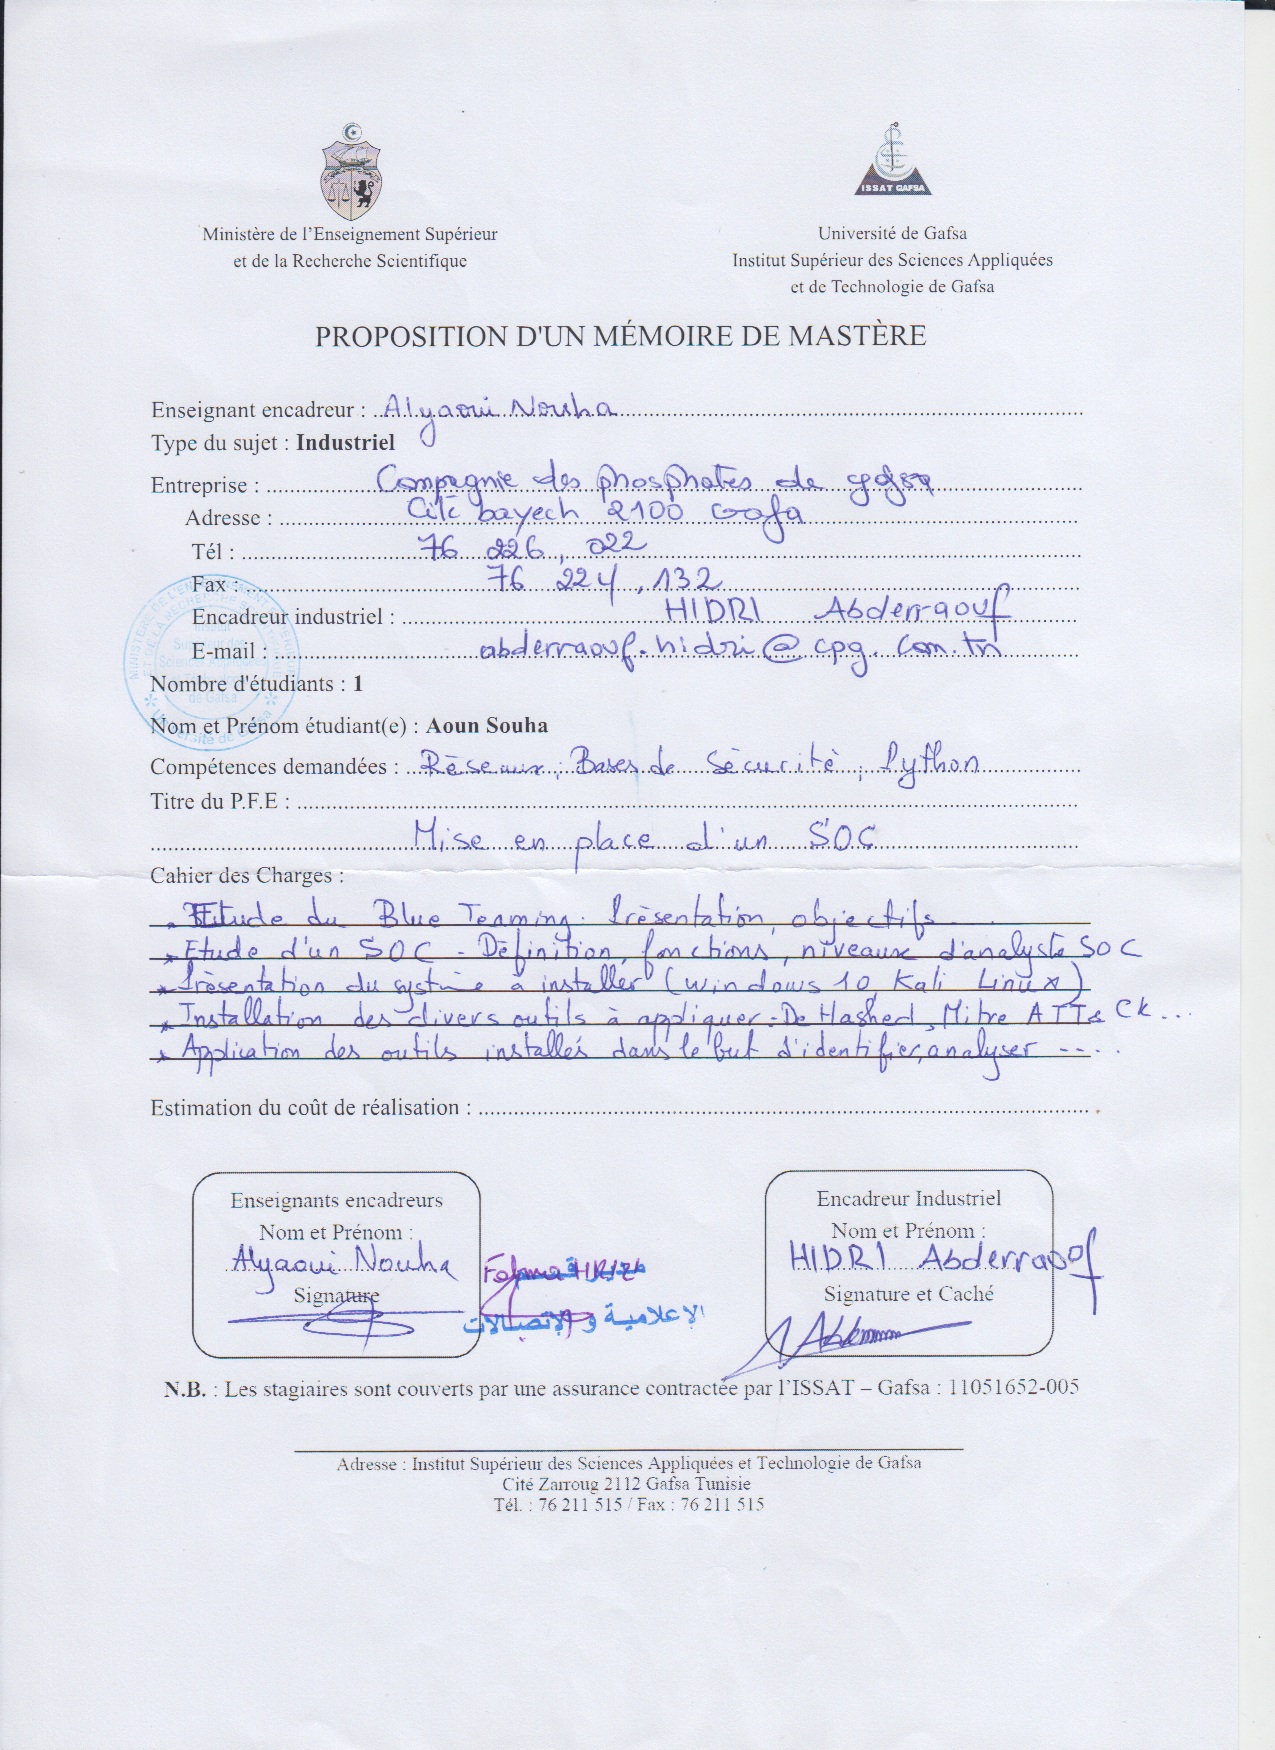 ISSAT GAFSA
Ministère de l'Enseignement Supérieur
et de la Recherche Scientifique
Université de Gafsa
Institut Supérieur des Sciences Appliquées
et de Technologie de Gafsa
PROPOSITION D'UN MÉMOIRE DE MASTÈRE
Enseignant encadreur : Alyaoui Nouha
Type du sujet : Industriel
Entreprise : Compagnie des phosphates de gafsa
Adresse : Cité bayech 2100 Gafsa
Tél : 76 226, 022
Fax : 76 224, 132
Encadreur industriel : HIDRI Abderraouf
E-mail : abderraouf.hidri@cpg.com.tn
Nombre d'étudiants : 1
Nom et Prénom étudiant(e) : Aoun Souha
Compétences demandées : Réseaux, Bases de Sécurité, Python
Titre du P.F.E :
Mise en place d'un SOC
Cahier des Charges :
* Etude du Blue Teaming. Présentation, objectifs
* Etude d'un SOC - Définition, fonctions, niveaux d'analyste SOC
* Présentation du système à installer (Windows 10, Kali Linux)
* Installation des divers outils à appliquer - DeHashed, Mitre ATT& CK...
* Application des outils installés dans le but d'identifier, analyser ....
Estimation du coût de réalisation :
Enseignants encadreurs
Nom et Prénom :
Alyaoui Nouha
Signature
الإعلامية و الإتصالات
Encadreur Industriel
Nom et Prénom :
HIDRI Abderraouf
Signature et Caché
N.B. : Les stagiaires sont couverts par une assurance contractée par l'ISSAT – Gafsa : 11051652-005
Adresse : Institut Supérieur des Sciences Appliquées et Technologie de Gafsa
Cité Zarroug 2112 Gafsa Tunisie
Tél. : 76 211 515 / Fax : 76 211 515